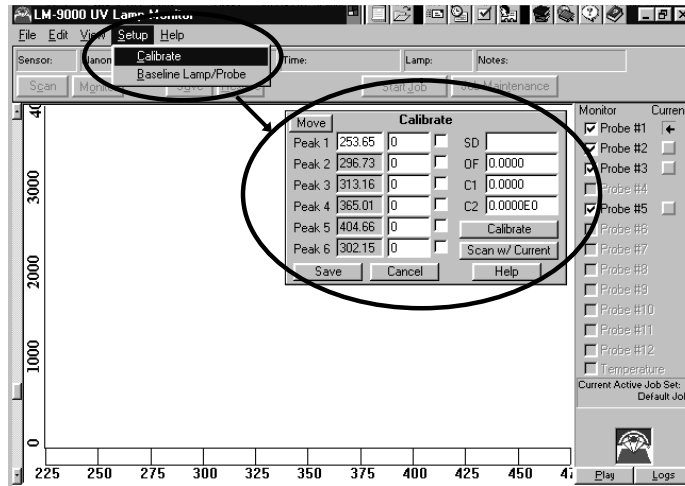 LM-9000 UV Lamp Monitor
File Edit View Setup Help
Calibrate
Baseline Lamp/Probe
Sensor: Time: Lamp: Notes:
Scan Start Job Job Maintenance
Move Calibrate
Peak 1 253.65 0 SD
Peak 2 296.73 0 OF 0.0000
Peak 3 313.16 0 C1 0.0000
Peak 4 365.01 0 C2 0.0000E0
Peak 5 404.66 0 Calibrate
Peak 6 302.15 0 Scan w/ Current
Save Cancel Help
Monitor Curren
Probe #1
Probe #2
Probe #3
Probe #4
Probe #5
Probe #6
Probe #7
Probe #8
Probe #9
Probe #10
Probe #11
Probe #12
Temperature
Current Active Job Set:
Default Jo
Play Logs
3000
2000
1000
0
225 250 275 300 325 350 375 400 425 450